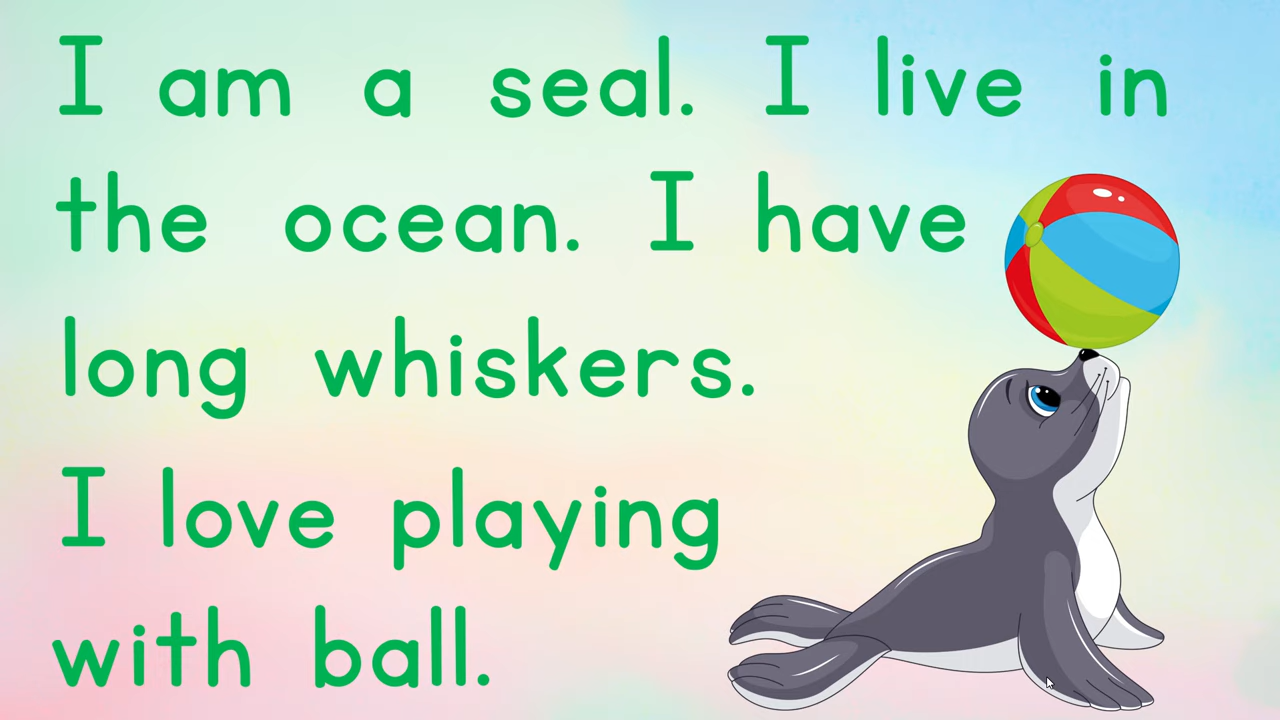 I am a seal. I live in
the ocean. I have
long whiskers.
I love playing
with ball.